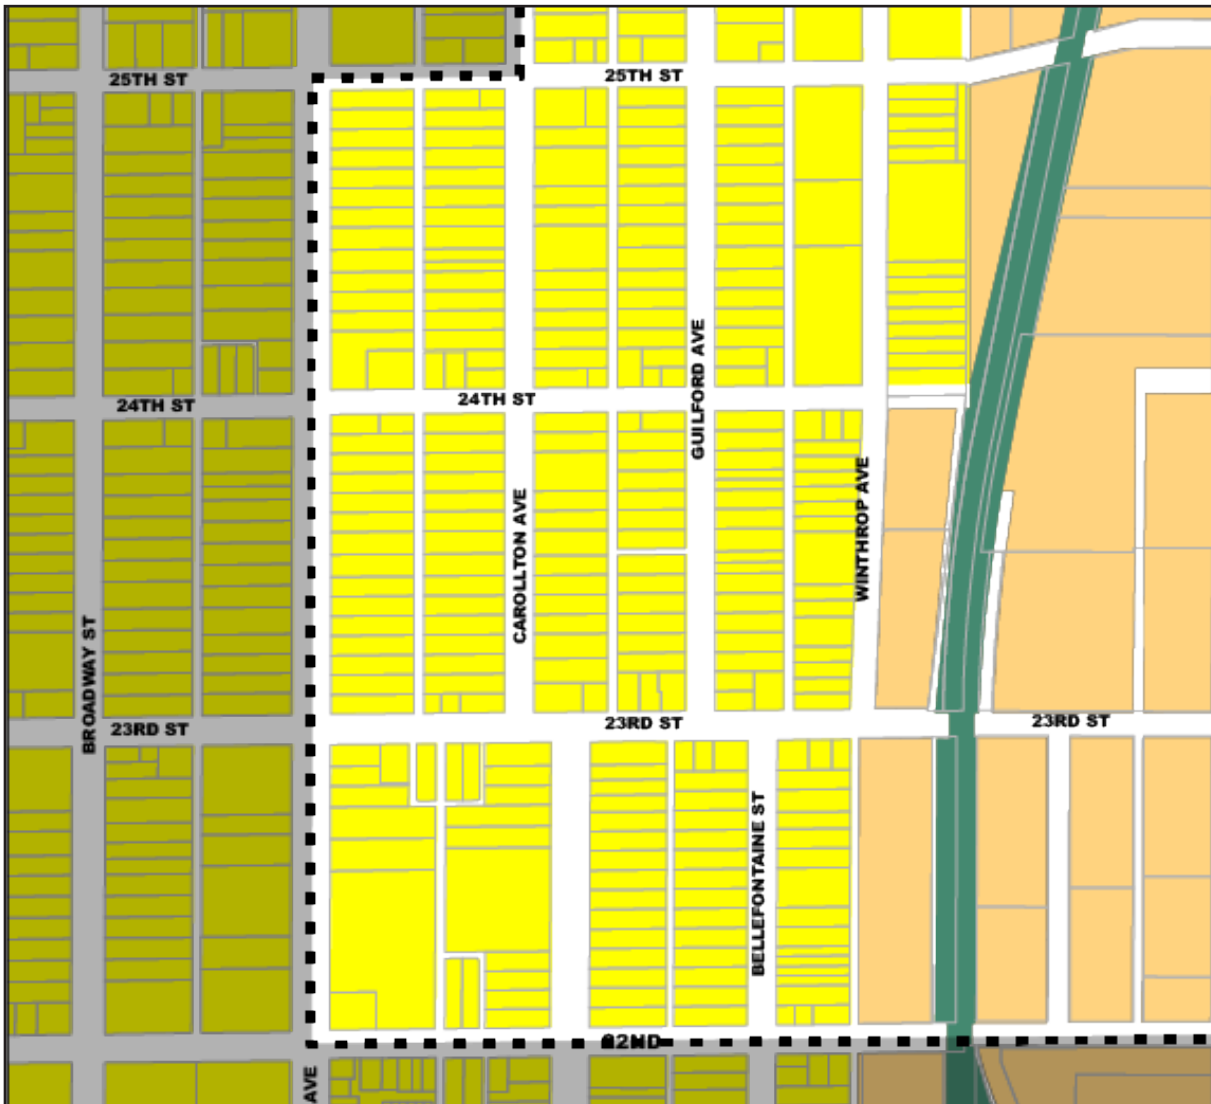 25TH ST
25TH ST
24TH ST
24TH ST
GUILFORD AVE
CAROLLTON AVE
WINTHROP AVE
BROADWAY ST
23RD ST
23RD ST
23RD ST
BELLEFONTAINE ST
22ND
AVE